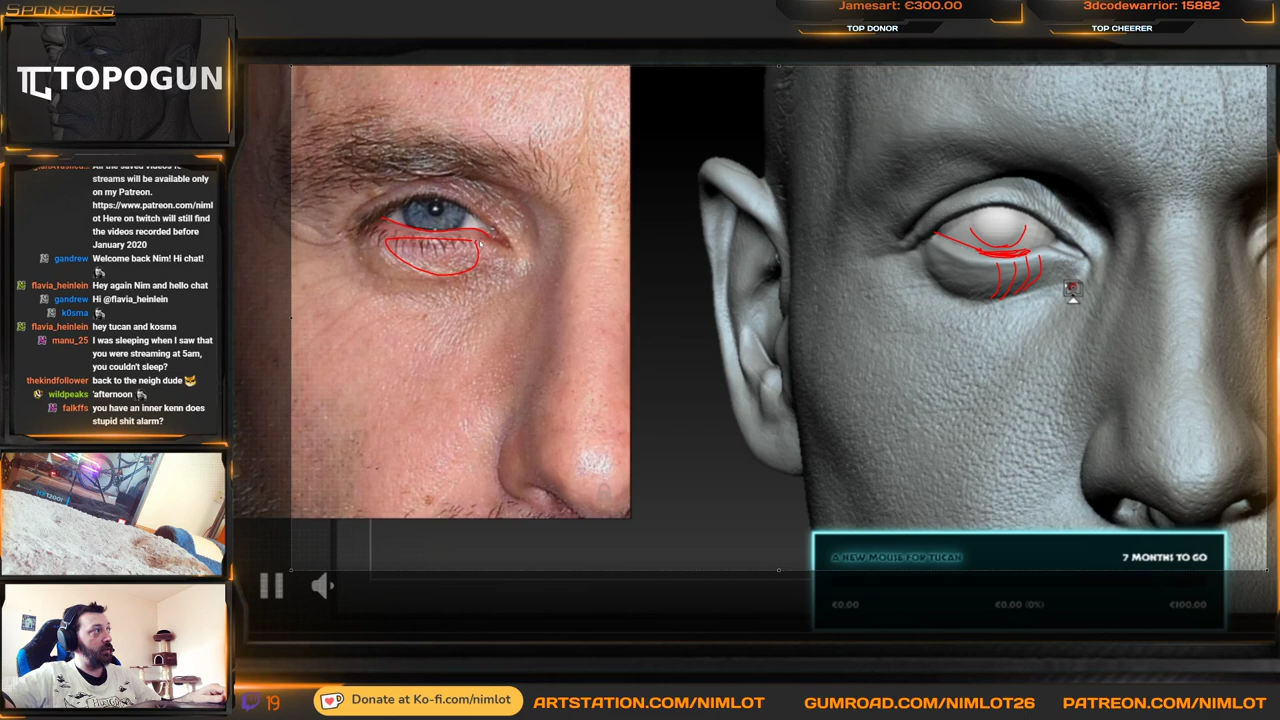 SPONSORS
Jamesart: €300.00
TOP DONOR
3dcodewarrior: 15882
TOP CHEERER
TOPOGUN
streams will be available only
on my Patreon.
https://www.patreon.com/niml
ot Here on twitch will still find
the videos recorded before
January 2020
gandrew Welcome back Nim! Hi chat!
flavia_heinlein Hey again Nim and hello chat
gandrew Hi @flavia_heinlein
k0sma
flavia_heinlein hey tucan and kosma
manu_25 I was sleeping when I saw that
you were streaming at 5am,
you couldn't sleep?
thekindfollower back to the neigh dude
wildpeaks 'afternoon
falkffs you have an inner kenn does
stupid shit alarm?
A NEW MOUSE FOR TUCAN
7 MONTHS TO GO
€0.00
€0.00 (0%)
€100.00
19
Donate at Ko-fi.com/nimlot
ARTSTATION.COM/NIMLOT
GUMROAD.COM/NIMLOT26
PATREON.COM/NIMLOT